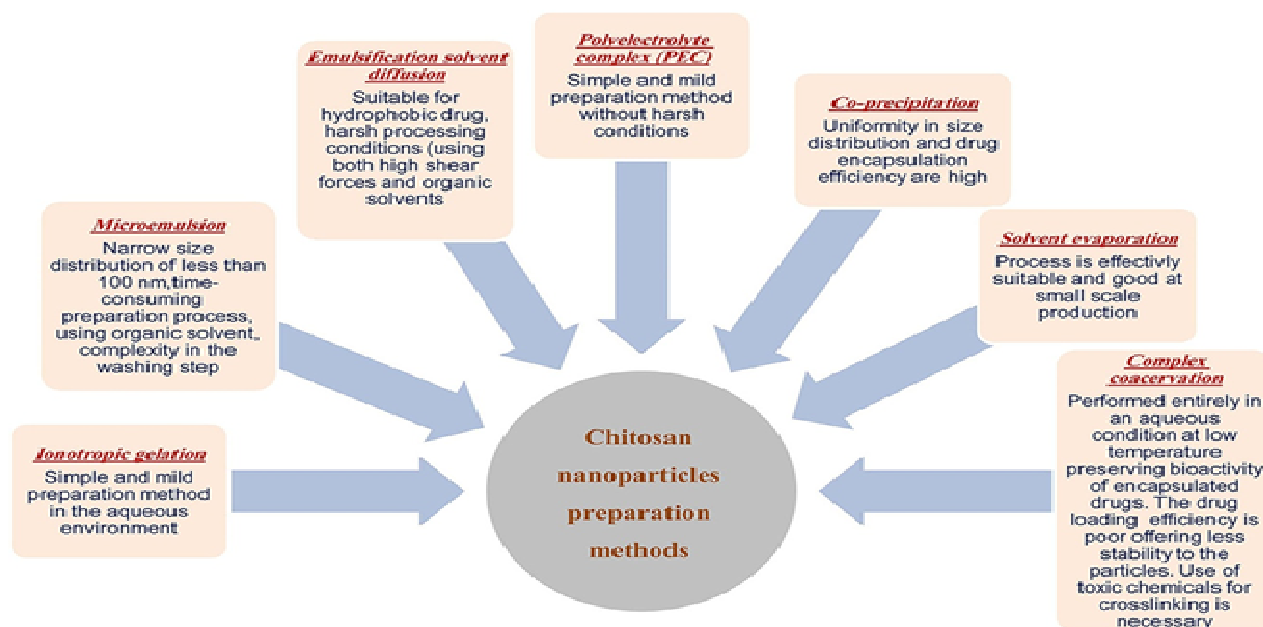 Ionotropic gelation
Simple and mild
preparation method
in the aqueous
environment
Microemulsion
Narrow size
distribution of less than
100 nm,time-
consuming
preparation process,
using organic solvent,
complexity in the
washing step
Emulsification solvent
diffusion
Suitable for
hydrophobic drug,
harsh processing
conditions (using
both high shear
forces and organic
solvents
Polyelectrolyte
complex (PEC)
Simple and mild
preparation method
without harsh
conditions
Co-precipitation
Uniformity in size
distribution and drug
encapsulation
efficiency are high
Solvent evaporation
Process is effectivly
suitable and good at
small scale
production
Complex
coacervation
Performed entirely in
an aqueous
condition at low
temperature
preserving bioactivity
of encapsulated
drugs. The drug
loading efficiency is
poor offering less
stability to the
particles. Use of
toxic chemicals for
crosslinking is
necessary
Chitosan
nanoparticles
preparation
methods